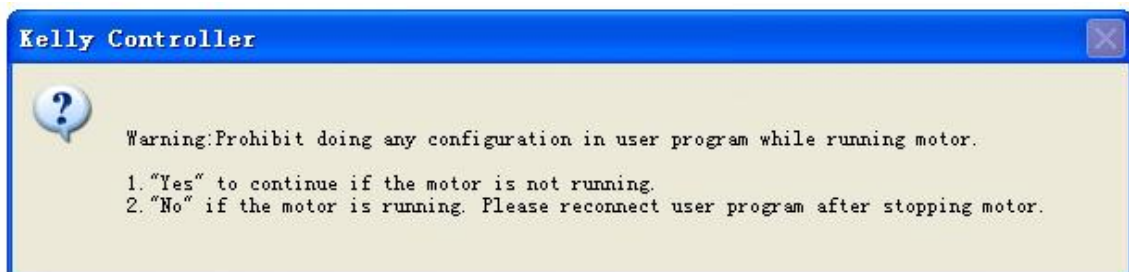 Kelly Controller
Warning:Prohibit doing any configuration in user program while running motor.
1."Yes" to continue if the motor is not running.
2."No" if the motor is running. Please reconnect user program after stopping motor.